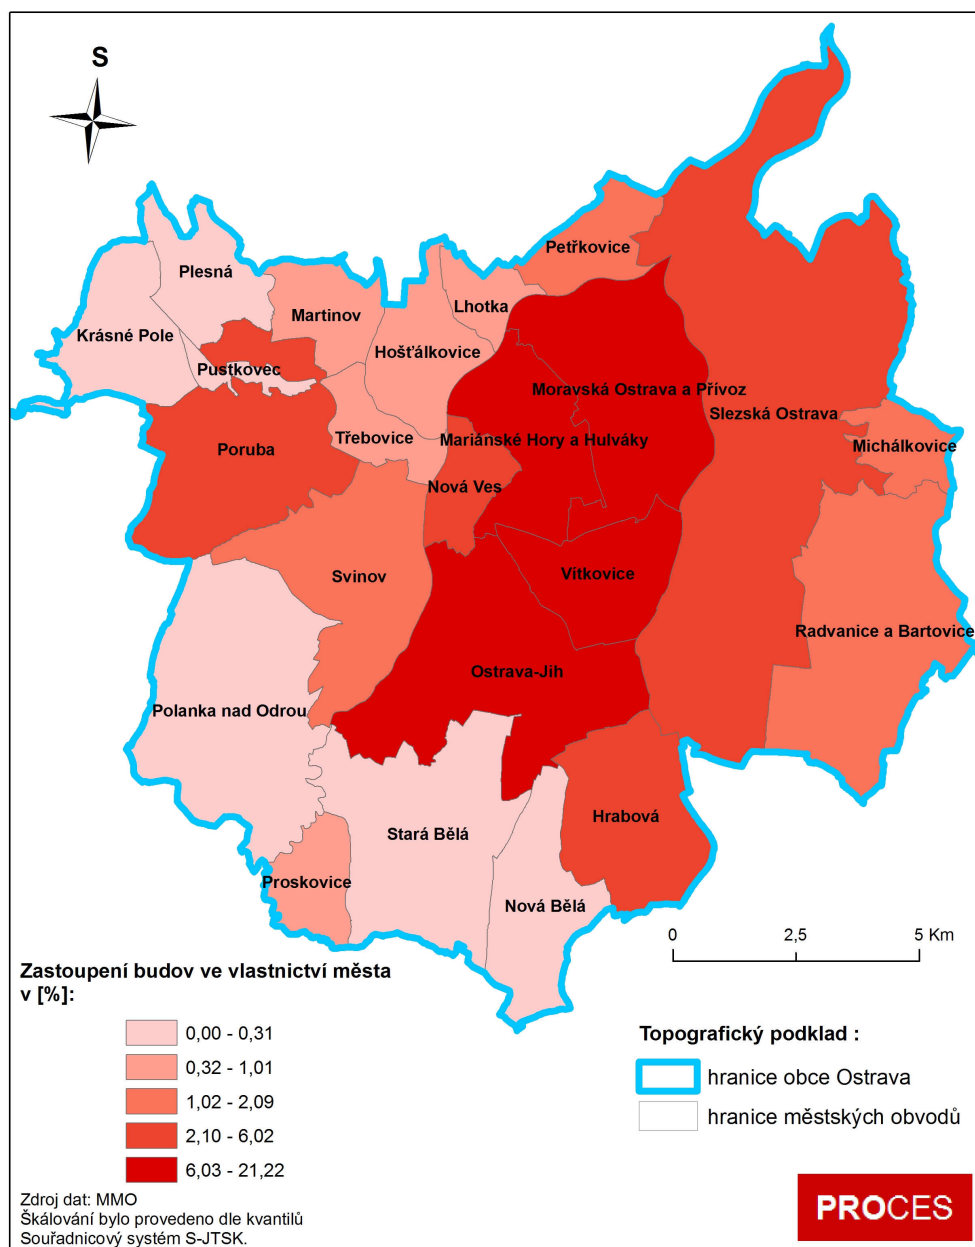 S
Petřkovice
Plesná
Lhotka
Martinov
Krásné Pole
Hošťálkovice
Pustkovec
Moravská Ostrava a Přívoz
Slezská Ostrava
Třebovice
Mariánské Hory a Hulváky
Michálkovice
Poruba
Nová Ves
Svinov
Vítkovice
Radvanice a Bartovice
Ostrava-Jih
Polanka nad Odrou
Hrabová
Stará Bělá
Proskovice
Nová Bělá
0 2,5 5 Km
Zastoupení budov ve vlastnictví města
v [%]:
0,00 - 0,31
0,32 - 1,01
1,02 - 2,09
2,10 - 6,02
6,03 - 21,22
Topografický podklad :
hranice obce Ostrava
hranice městských obvodů
Zdroj dat: MMO
Škálování bylo provedeno dle kvantilů
Souřadnicový systém S-JTSK.
PROCES